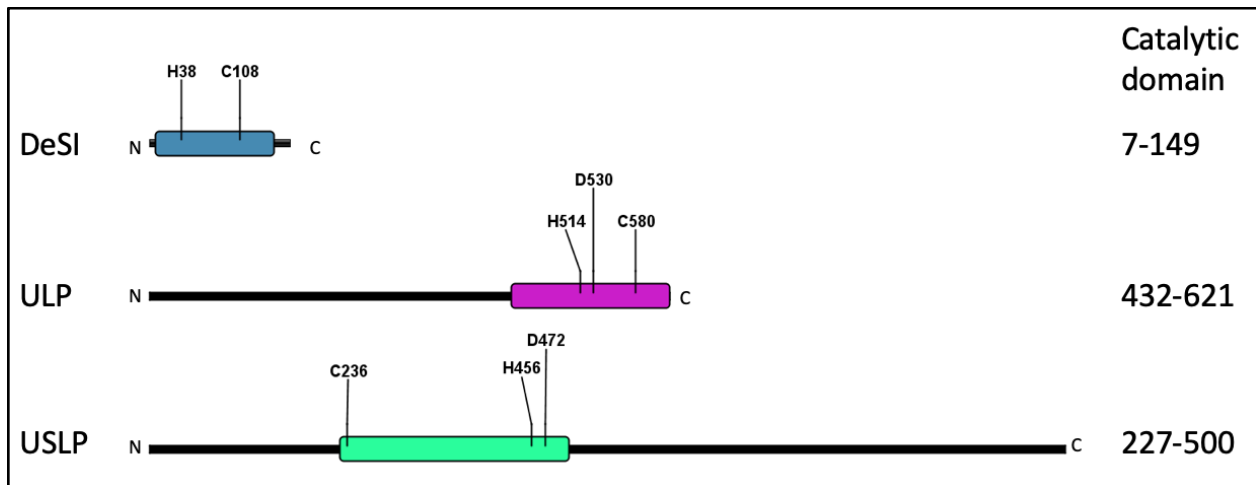 Catalytic
domain
H38 C108
DeSI N C 7-149
D530
H514 C580
ULP N C 432-621
D472
C236 H456
USLP N C 227-500